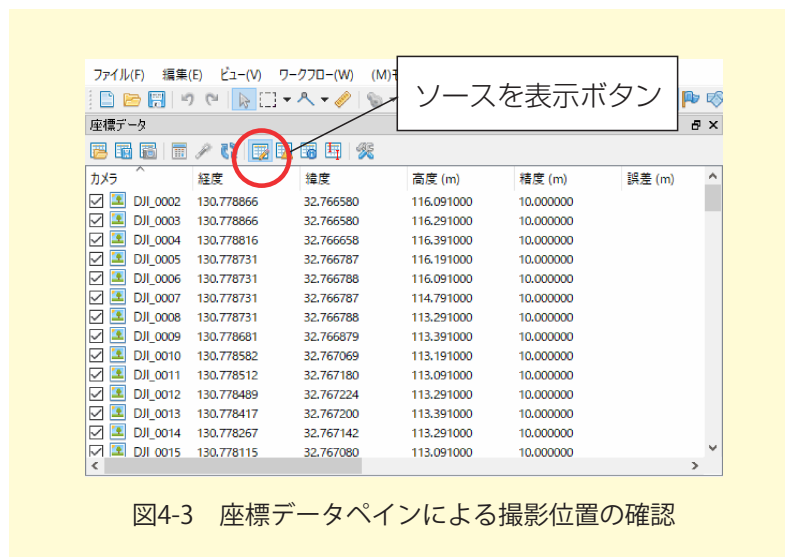 ファイル(F) 編集(E) ビュー(V) ワークフロー(W) (M)
ソースを表示ボタン
座標データ
カメラ 経度 緯度 高度 (m) 精度 (m) 誤差 (m)
DJI_0002 130.778866 32.766580 116.091000 10.000000
DJI_0003 130.778866 32.766580 116.291000 10.000000
DJI_0004 130.778816 32.766658 116.391000 10.000000
DJI_0005 130.778731 32.766787 116.191000 10.000000
DJI_0006 130.778731 32.766788 116.091000 10.000000
DJI_0007 130.778731 32.766787 114.791000 10.000000
DJI_0008 130.778731 32.766788 113.291000 10.000000
DJI_0009 130.778681 32.766879 113.391000 10.000000
DJI_0010 130.778582 32.767069 113.191000 10.000000
DJI_0011 130.778512 32.767180 113.091000 10.000000
DJI_0012 130.778489 32.767224 113.291000 10.000000
DJI_0013 130.778417 32.767200 113.391000 10.000000
DJI_0014 130.778267 32.767142 113.291000 10.000000
DJI_0015 130.778115 32.767080 113.091000 10.000000
図4-3 座標データペインによる撮影位置の確認